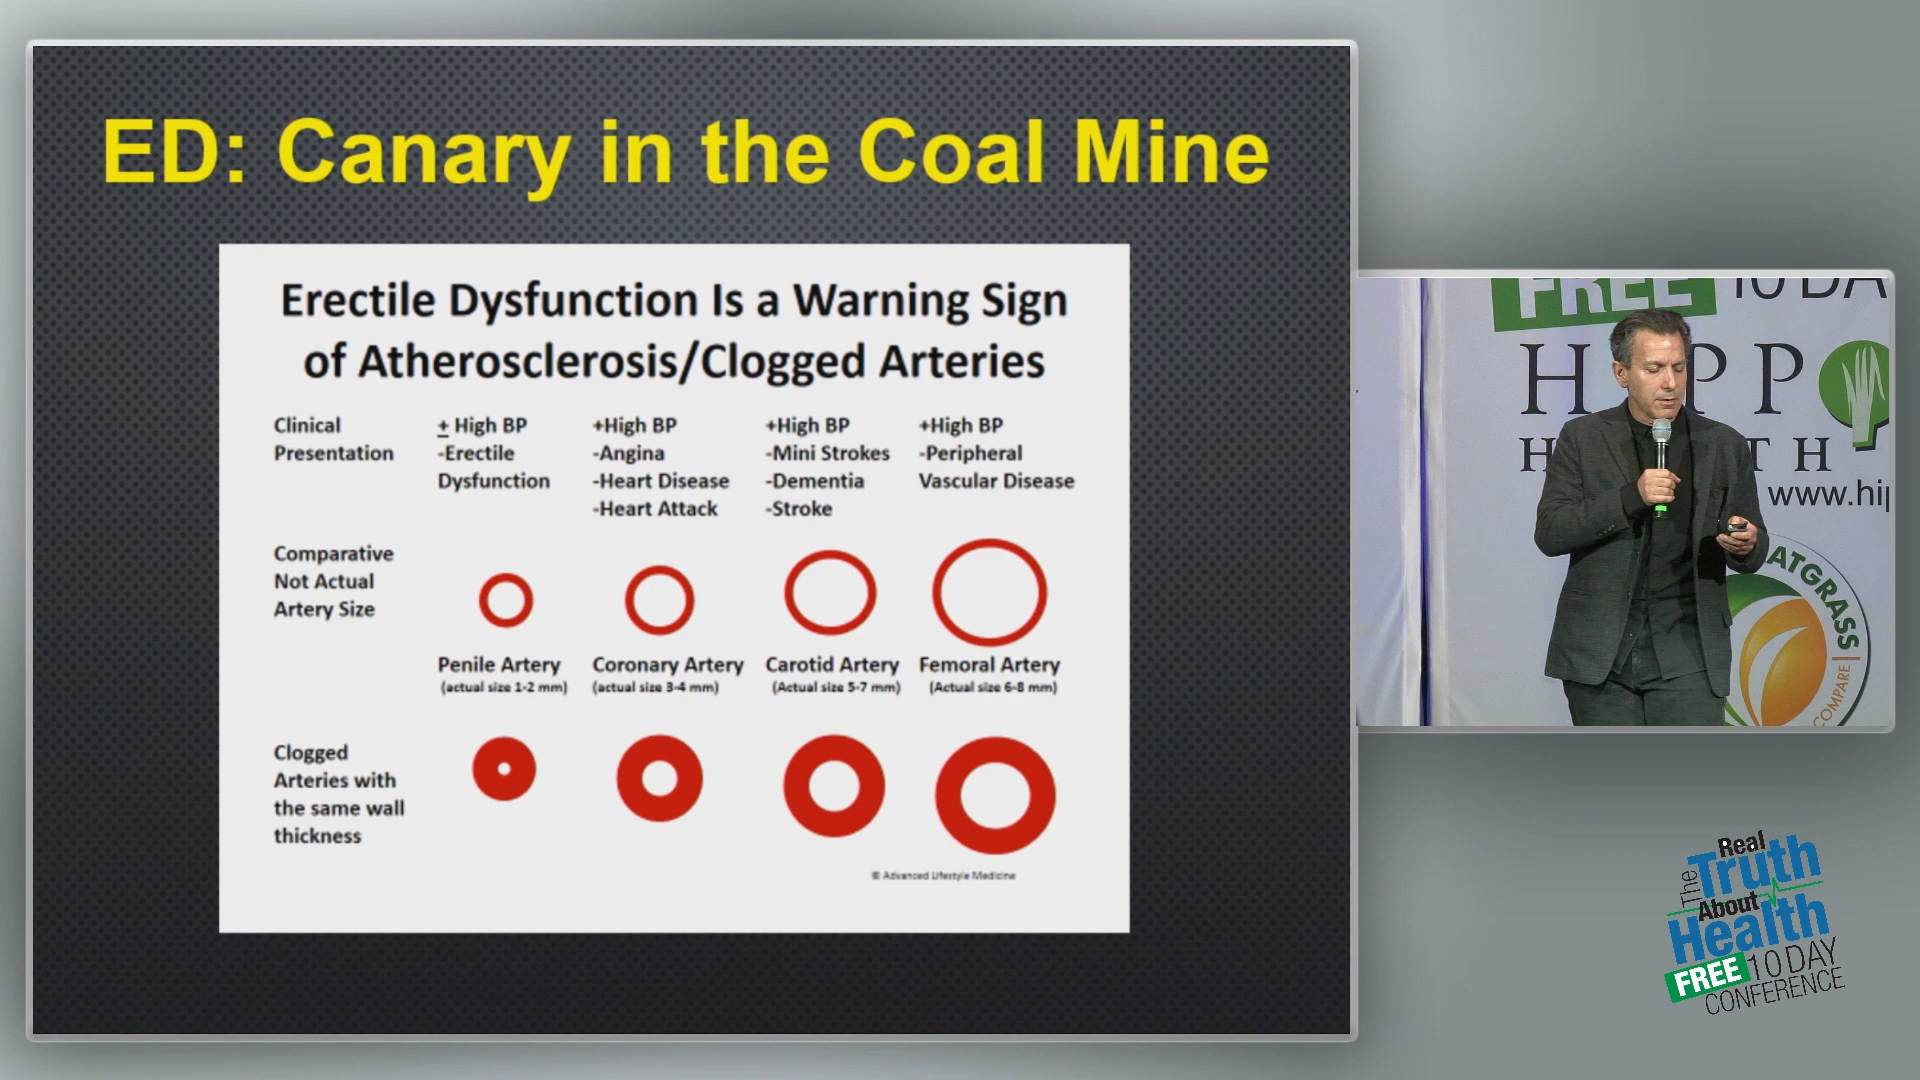 ED: Canary in the Coal Mine
Erectile Dysfunction Is a Warning Sign
of Atherosclerosis/Clogged Arteries
Clinical
Presentation
+ High BP
-Erectile
Dysfunction
+High BP
-Angina
-Heart Disease
-Heart Attack
+High BP
-Mini Strokes
-Dementia
-Stroke
+High BP
-Peripheral
Vascular Disease
Comparative
Not Actual
Artery Size
Penile Artery
(actual size 1-2 mm)
Coronary Artery
(actual size 3-4 mm)
Carotid Artery
(Actual size 5-7 mm)
Femoral Artery
(Actual size 6-8 mm)
Clogged
Arteries with
the same wall
thickness
© Advanced Lifestyle Medicine
FREE 10 DA
H PP
H TH
www.hip
ATGRASS
COMPARE
The Real
Truth
About
Health
FREE 10 DAY
CONFERENCE